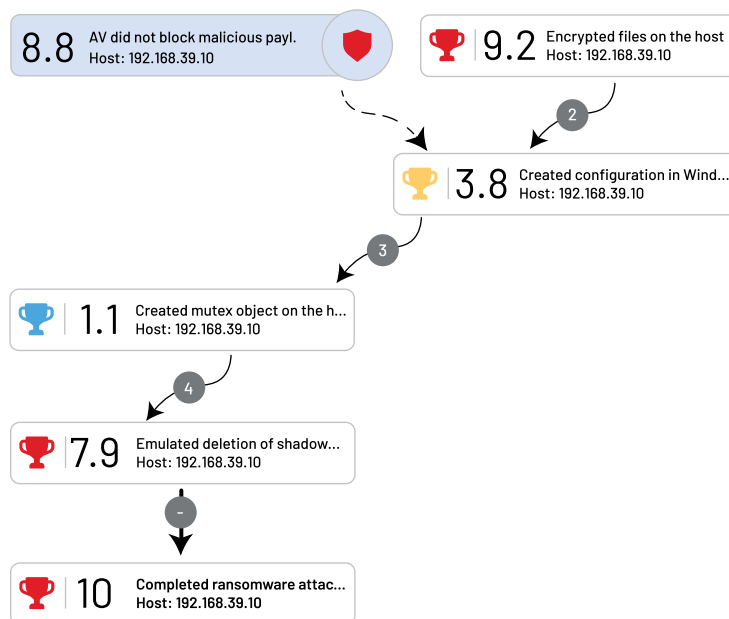 8.8
AV did not block malicious payl.
Host: 192.168.39.10
9.2
Encrypted files on the host
Host: 192.168.39.10
2
3.8
Created configuration in Wind...
Host: 192.168.39.10
3
1.1
Created mutex object on the h...
Host: 192.168.39.10
4
7.9
Emulated deletion of shadow...
Host: 192.168.39.10
-
10
Completed ransomware attac...
Host: 192.168.39.10